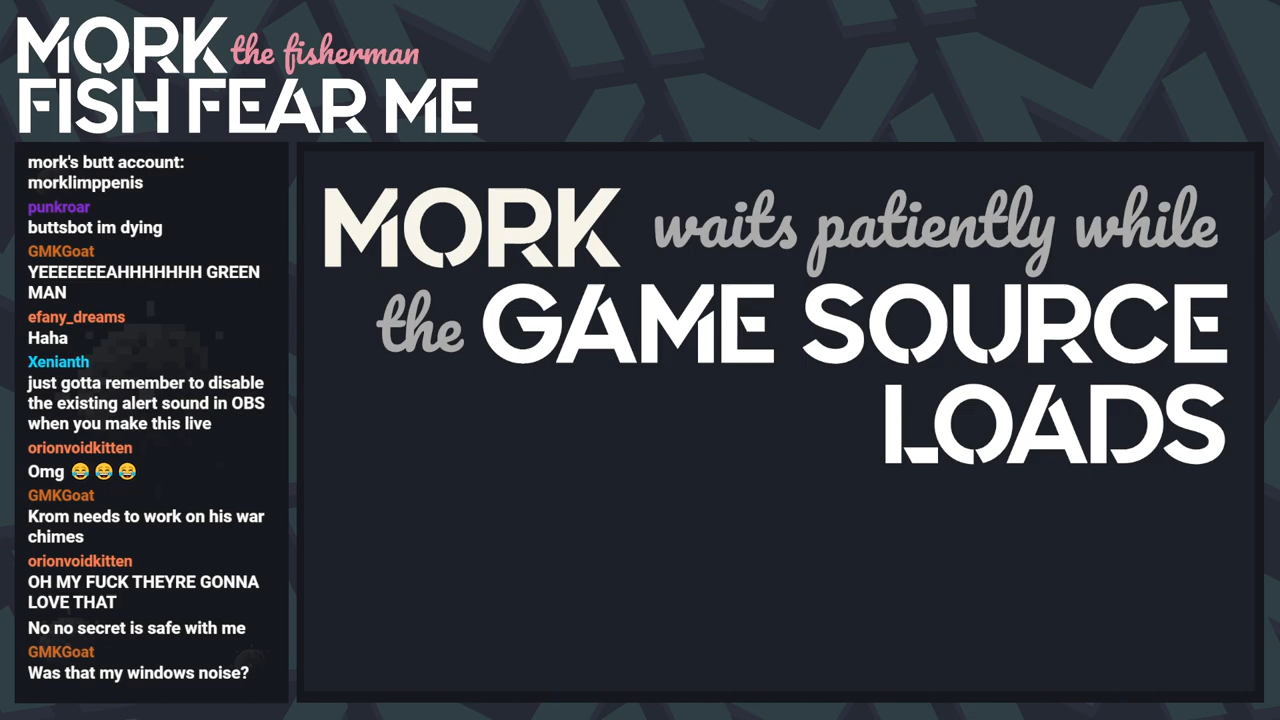 MORK the fisherman
FISH FEAR ME
mork's butt account:
morklimppenis
punkroar
buttsbot im dying
GMKGoat
YEEEEEEEAHHHHHHH GREEN
MAN
efany_dreams
Haha
Xenianth
just gotta remember to disable
the existing alert sound in OBS
when you make this live
orionvoidkitten
Omg 😂 😂 😂
GMKGoat
Krom needs to work on his war
chimes
orionvoidkitten
OH MY FUCK THEYRE GONNA
LOVE THAT
No no secret is safe with me
GMKGoat
Was that my windows noise?
MORK waits patiently while
the GAME SOURCE
LOADS